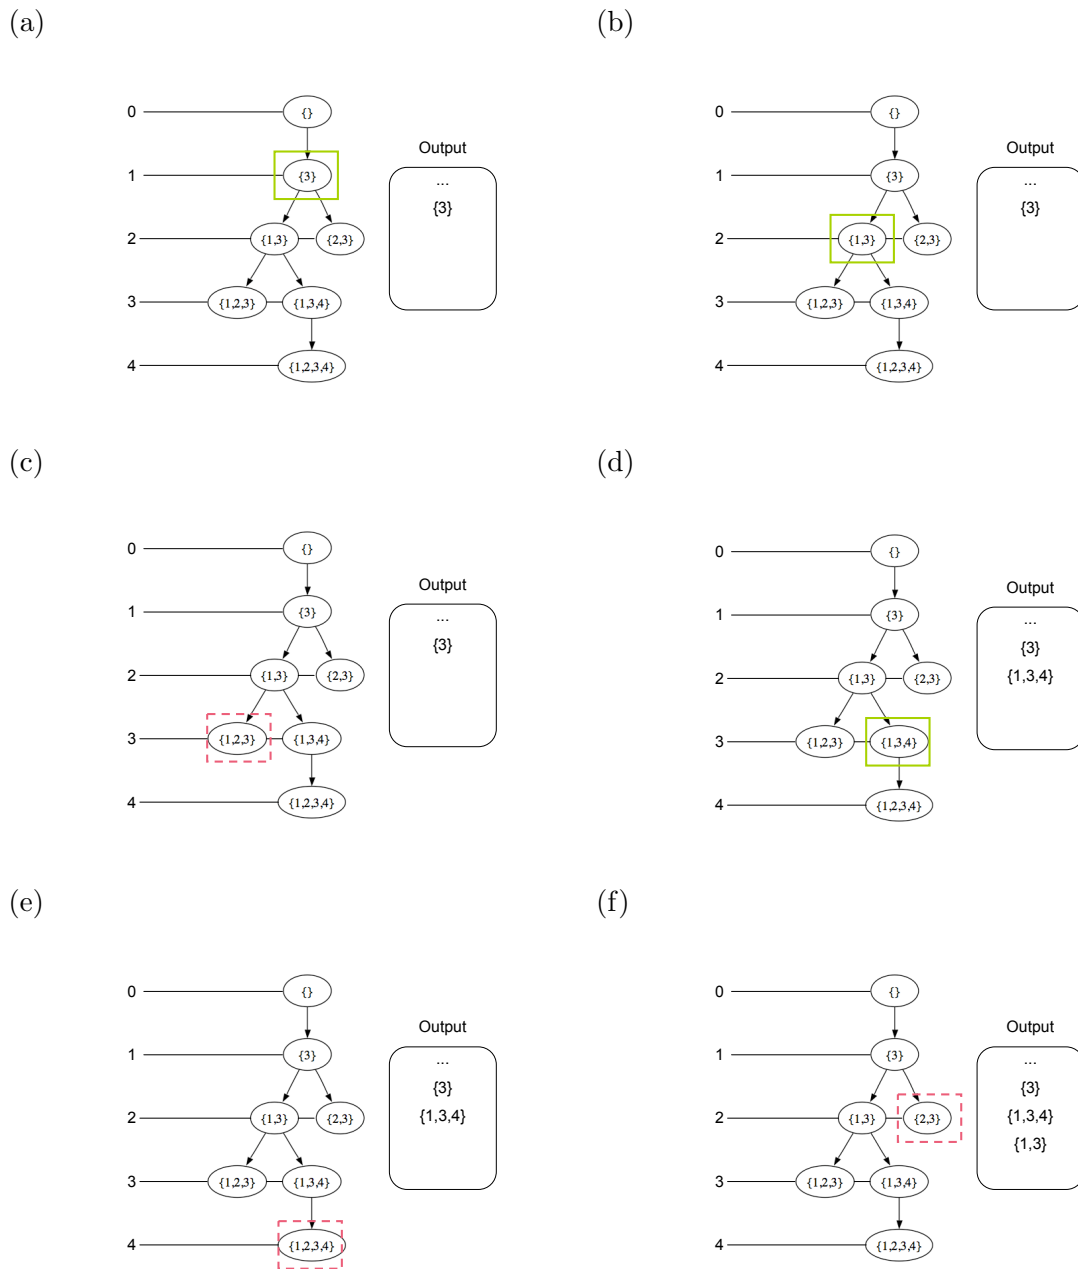 (a)
0 {}
Output
1 {3}
...
{3}
2 {1,3} {2,3}
3 {1,2,3} {1,3,4}
4 {1,2,3,4}
(b)
0 {}
Output
1 {3}
...
{3}
2 {1,3} {2,3}
3 {1,2,3} {1,3,4}
4 {1,2,3,4}
(c)
0 {}
Output
1 {3}
...
{3}
2 {1,3} {2,3}
3 {1,2,3} {1,3,4}
4 {1,2,3,4}
(d)
0 {}
Output
1 {3}
...
{3}
{1,3,4}
2 {1,3} {2,3}
3 {1,2,3} {1,3,4}
4 {1,2,3,4}
(e)
0 {}
Output
1 {3}
...
{3}
{1,3,4}
2 {1,3} {2,3}
3 {1,2,3} {1,3,4}
4 {1,2,3,4}
(f)
0 {}
Output
1 {3}
...
{3}
{1,3,4}
{1,3}
2 {1,3} {2,3}
3 {1,2,3} {1,3,4}
4 {1,2,3,4}